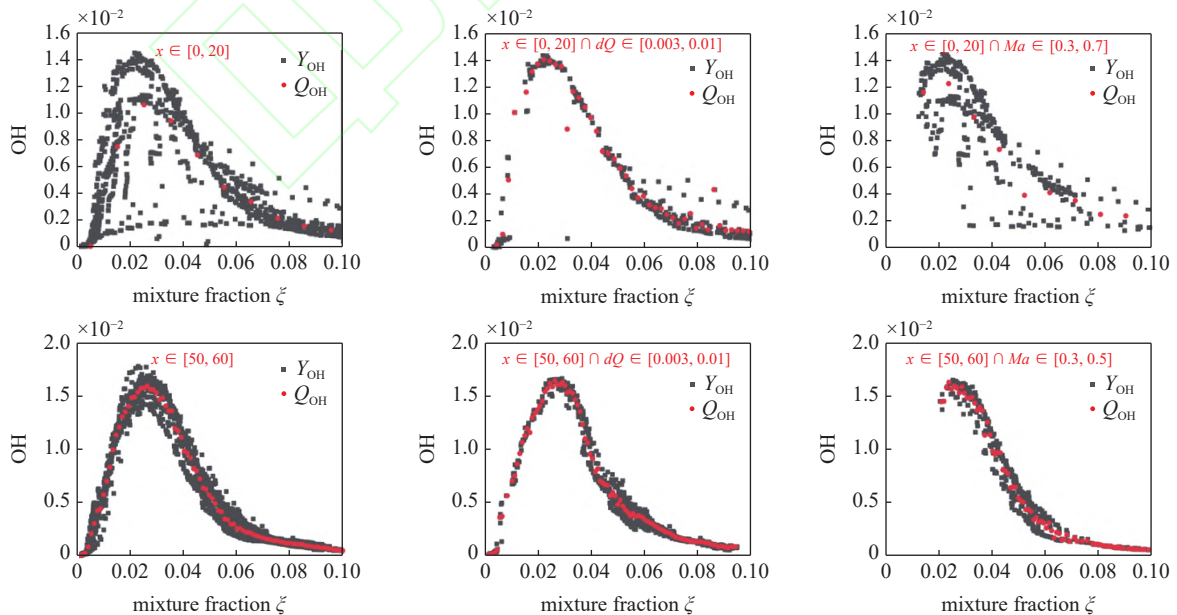 ×10⁻²
x ∈ [0, 20]
Y_OH
Q_OH
1.6
1.4
1.2
1.0
0.8
0.6
0.4
0.2
0
OH
0 0.02 0.04 0.06 0.08 0.10
mixture fraction ξ
×10⁻²
x ∈ [0, 20] ∩ dQ ∈ [0.003, 0.01]
Y_OH
Q_OH
1.6
1.4
1.2
1.0
0.8
0.6
0.4
0.2
0
OH
0 0.02 0.04 0.06 0.08 0.10
mixture fraction ξ
×10⁻²
x ∈ [0, 20] ∩ Ma ∈ [0.3, 0.7]
Y_OH
Q_OH
1.6
1.4
1.2
1.0
0.8
0.6
0.4
0.2
0
OH
0 0.02 0.04 0.06 0.08 0.10
mixture fraction ξ
×10⁻²
x ∈ [50, 60]
Y_OH
Q_OH
2.0
1.5
1.0
0.5
0
OH
0 0.02 0.04 0.06 0.08 0.10
mixture fraction ξ
×10⁻²
x ∈ [50, 60] ∩ dQ ∈ [0.003, 0.01]
Y_OH
Q_OH
2.0
1.5
1.0
0.5
0
OH
0 0.02 0.04 0.06 0.08 0.10
mixture fraction ξ
×10⁻²
x ∈ [50, 60] ∩ Ma ∈ [0.3, 0.5]
Y_OH
Q_OH
2.0
1.5
1.0
0.5
0
OH
0 0.02 0.04 0.06 0.08 0.10
mixture fraction ξ